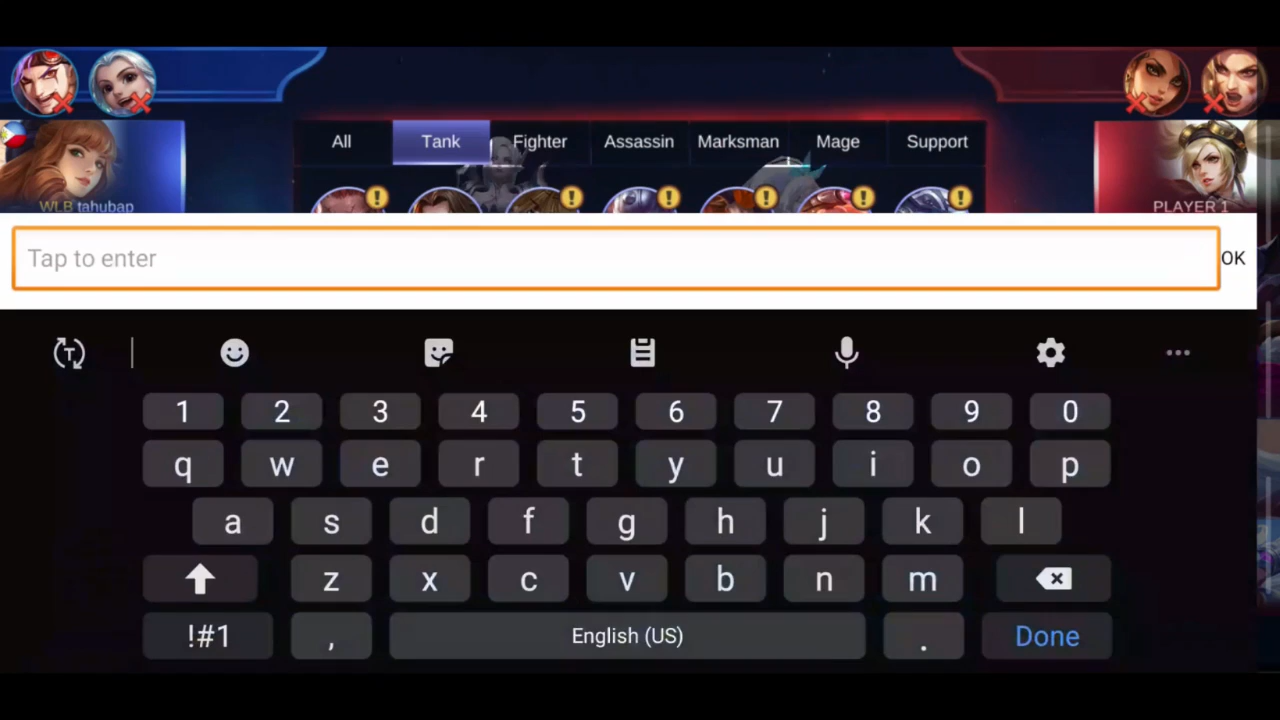 All Tank Fighter Assassin Marksman Mage Support
WLB tahubap
PLAYER 1
Tap to enter
OK
1 2 3 4 5 6 7 8 9 0
q w e r t y u i o p
a s d f g h j k l
z x c v b n m
!#1 , English (US) . Done